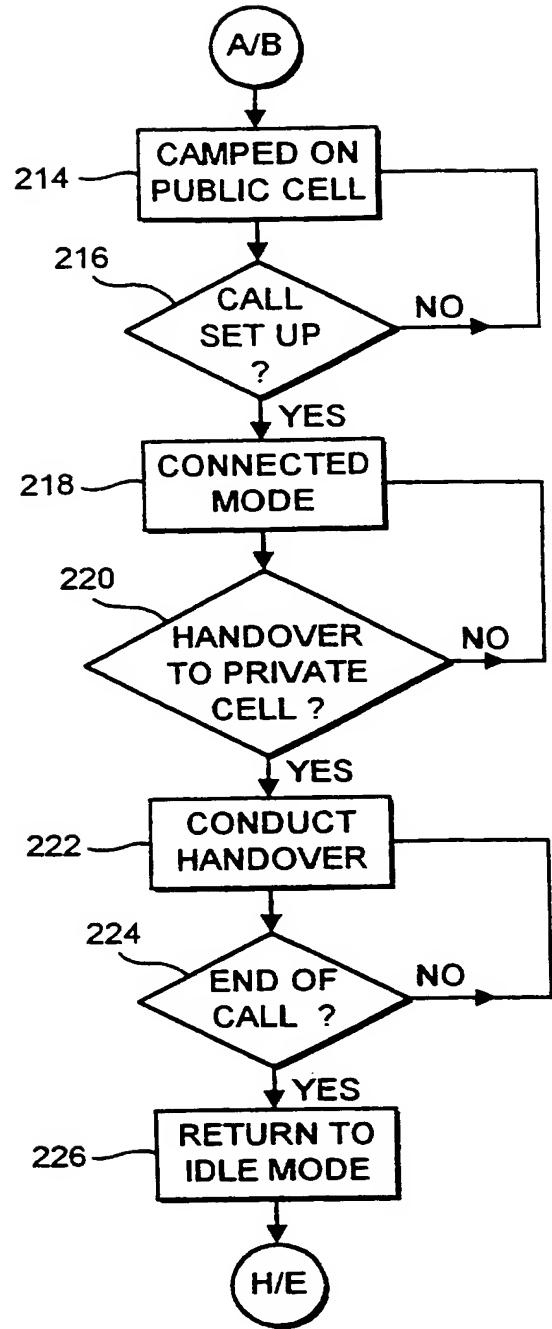 A/B
214
CAMPED ON
PUBLIC CELL
216
CALL
SET UP
?
NO
YES
218
CONNECTED
MODE
220
HANDOVER
TO PRIVATE
CELL ?
NO
YES
222
CONDUCT
HANDOVER
224
END OF
CALL ?
NO
YES
226
RETURN TO
IDLE MODE
H/E